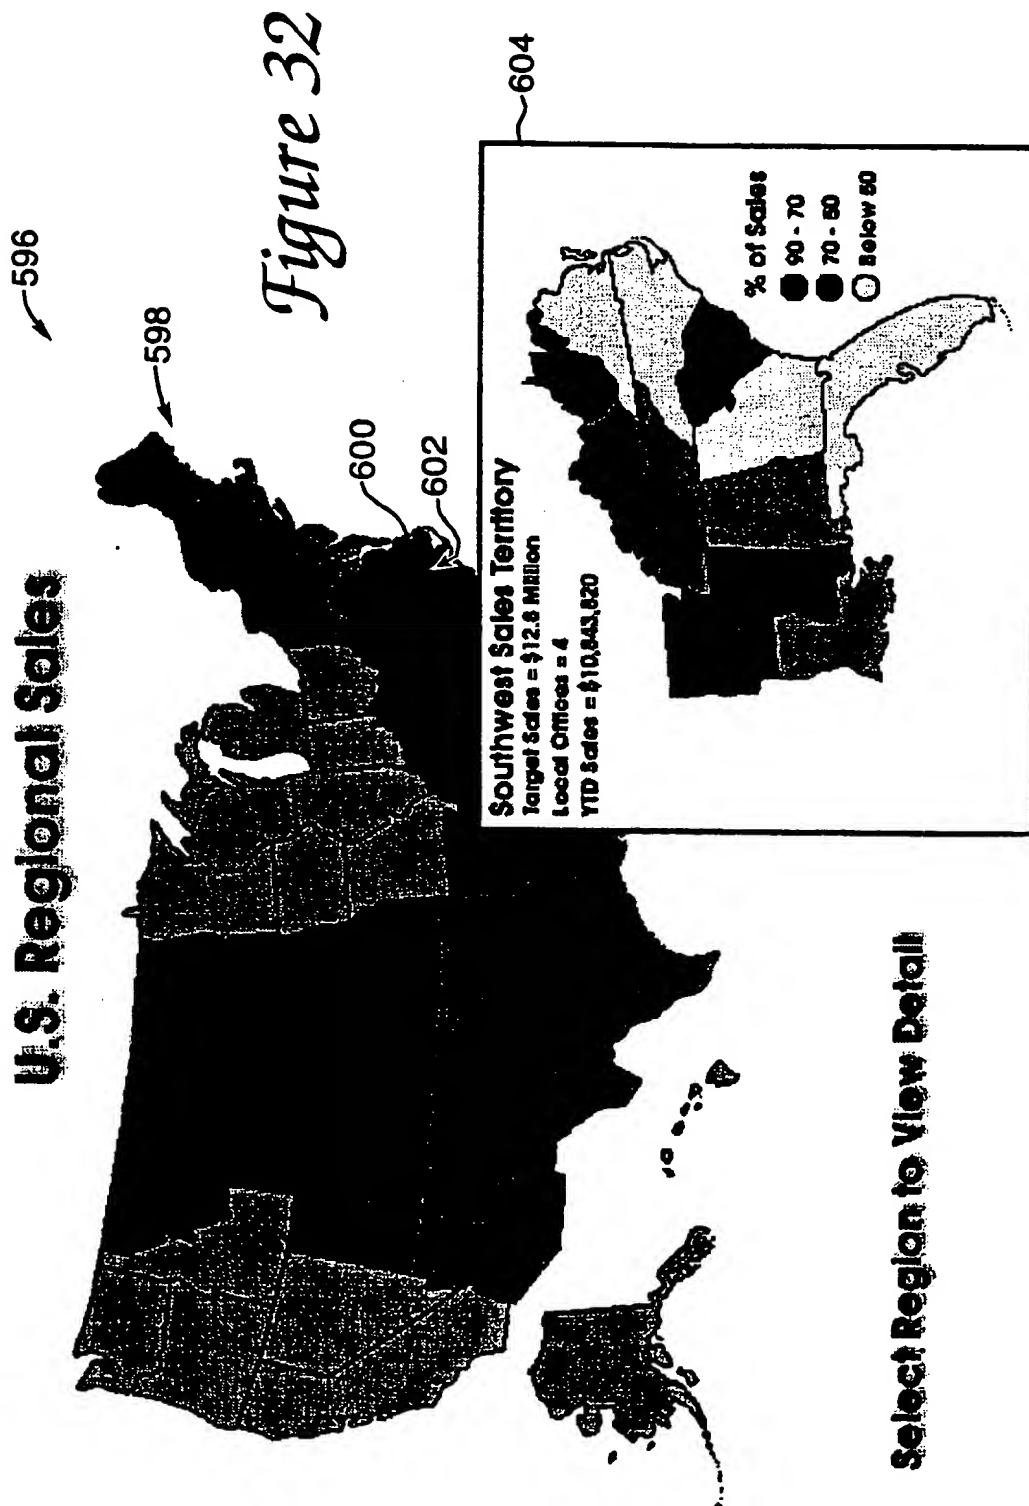 U.S. Regional Sales
596
Figure 32
598
600
602
604
Southwest Sales Territory
Target Sales = $12.8 Million
Local Offices = 4
YTD Sales = $10,843,820
% of Sales
90 - 70
70 - 50
Below 50
Select Region to View Detail